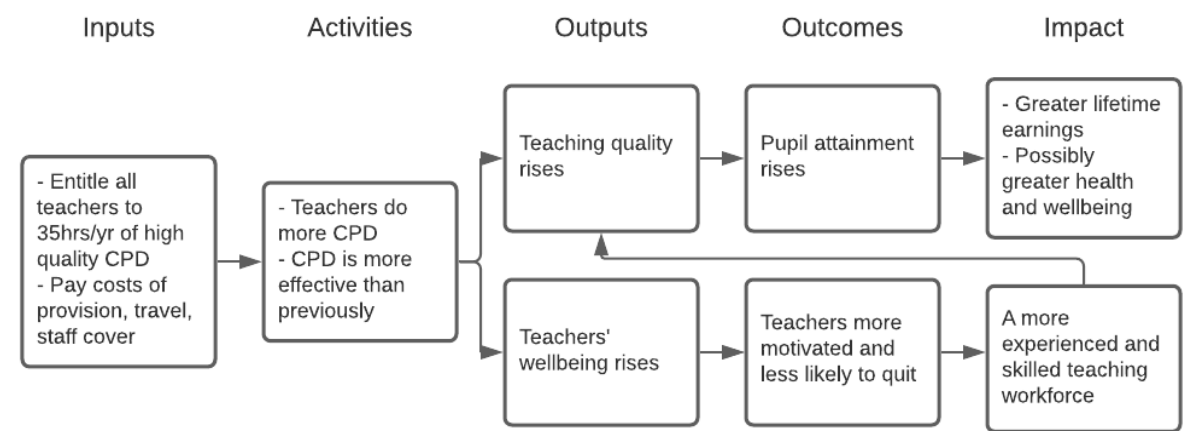 Inputs
Activities
Outputs
Outcomes
Impact
- Entitle all
teachers to
35hrs/yr of high
quality CPD
- Pay costs of
provision, travel,
staff cover
- Teachers do
more CPD
- CPD is more
effective than
previously
Teaching quality
rises
Pupil attainment
rises
- Greater lifetime
earnings
- Possibly
greater health
and wellbeing
Teachers'
wellbeing rises
Teachers more
motivated and
less likely to quit
A more
experienced and
skilled teaching
workforce